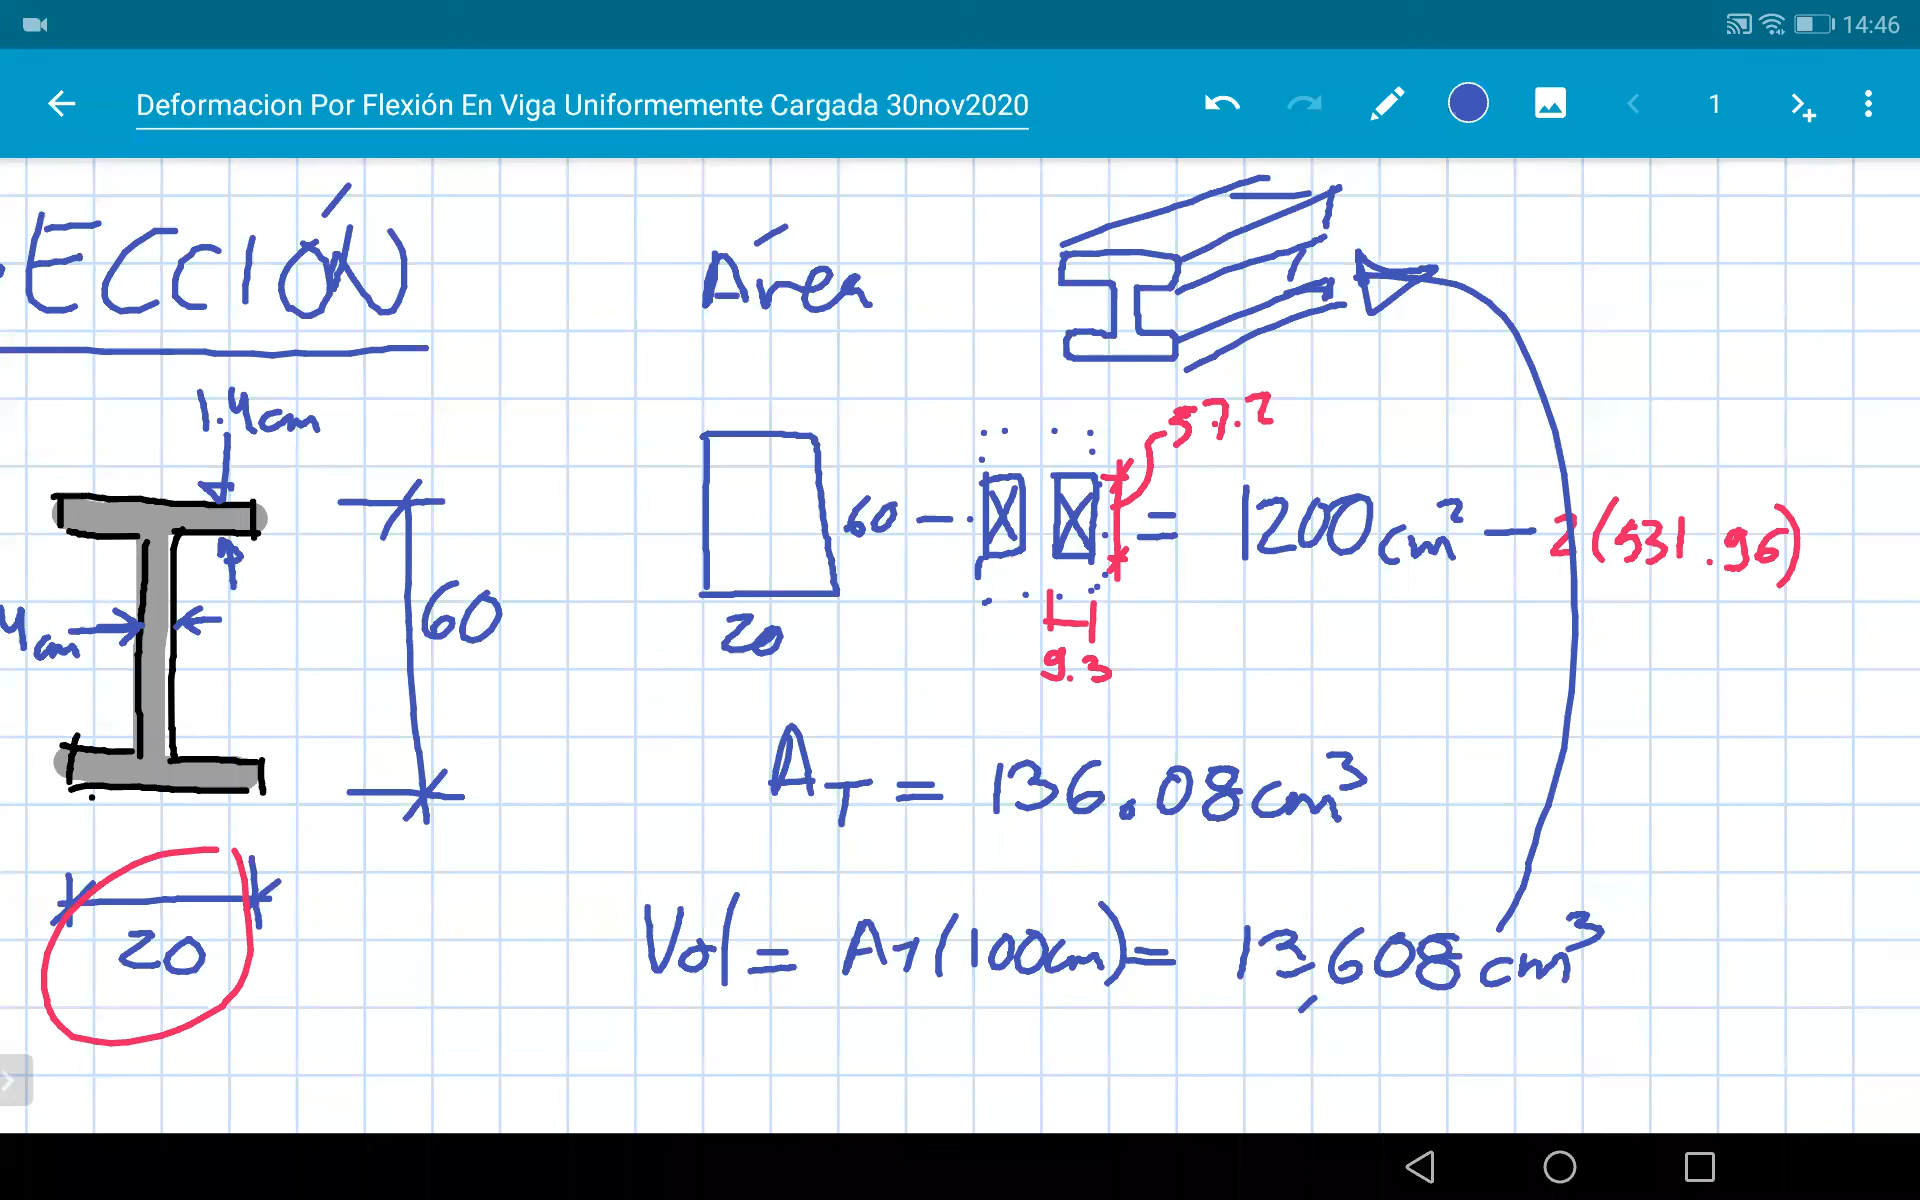 14:46
Deformacion Por Flexión En Viga Uniformemente Cargada 30nov2020
1
ECCIÓN
Área
1.4cm
57.2
60 - = 1200cm² - 2(531.96)
4cm
60
20
9.3
A_T = 136.08cm³
20
Vol = A_T(100cm) = 13,608 cm³